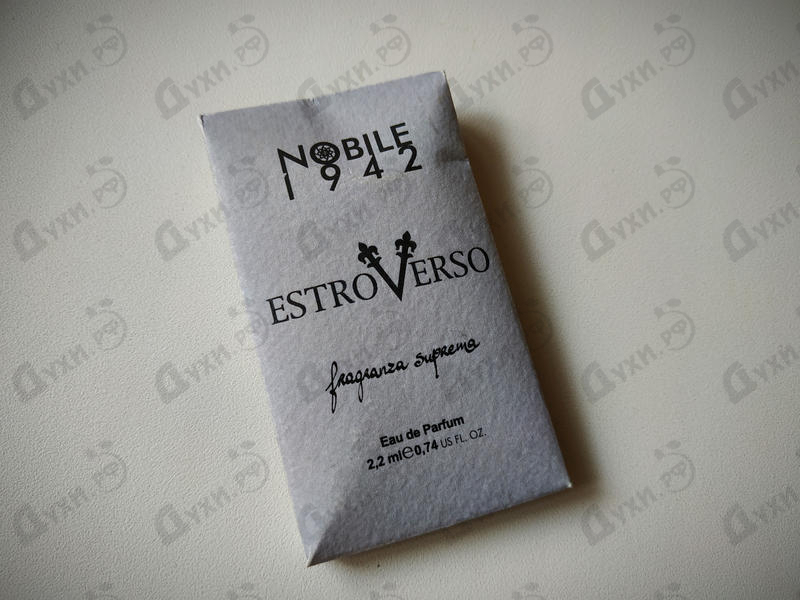 NOBILE
1942
ESTROVERSO
fragranza suprema
Eau de Parfum
2,2 ml e 0,74 US FL. OZ.
Духи.РФ